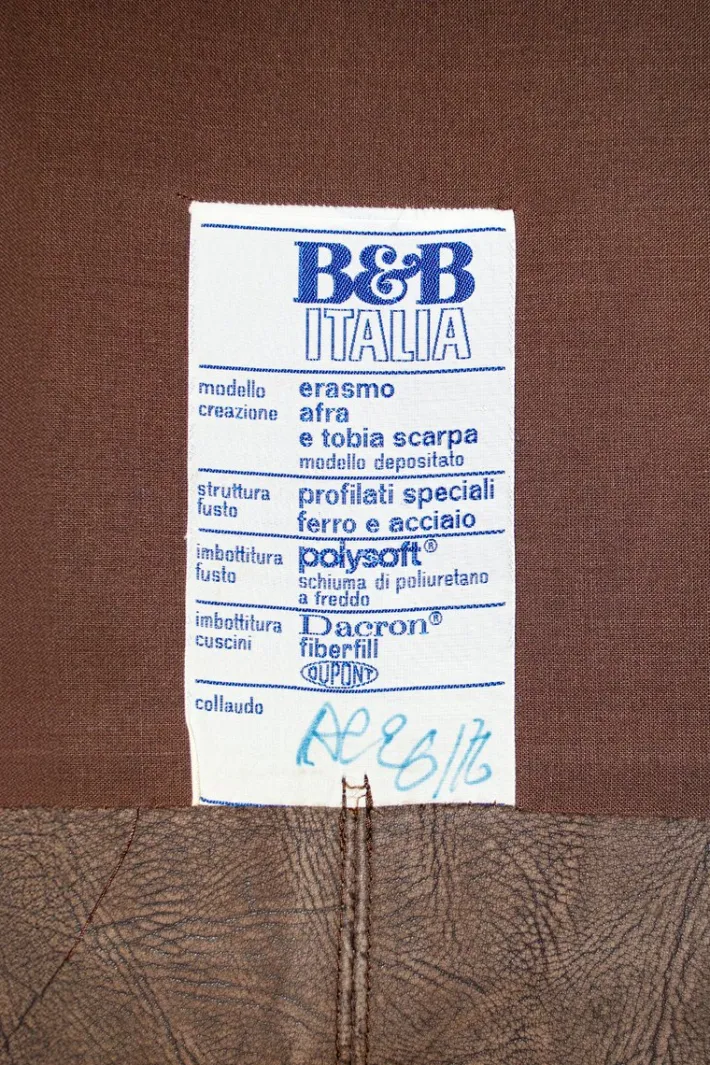 B&B
ITALIA
modello erasmo
creazione afra
e tobia scarpa
modello depositato
struttura profilati speciali
fusto ferro e acciaio
imbottitura polysoft®
fusto schiuma di poliuretano
a freddo
imbottitura Dacron®
cuscini fiberfill
DUPONT
collaudo